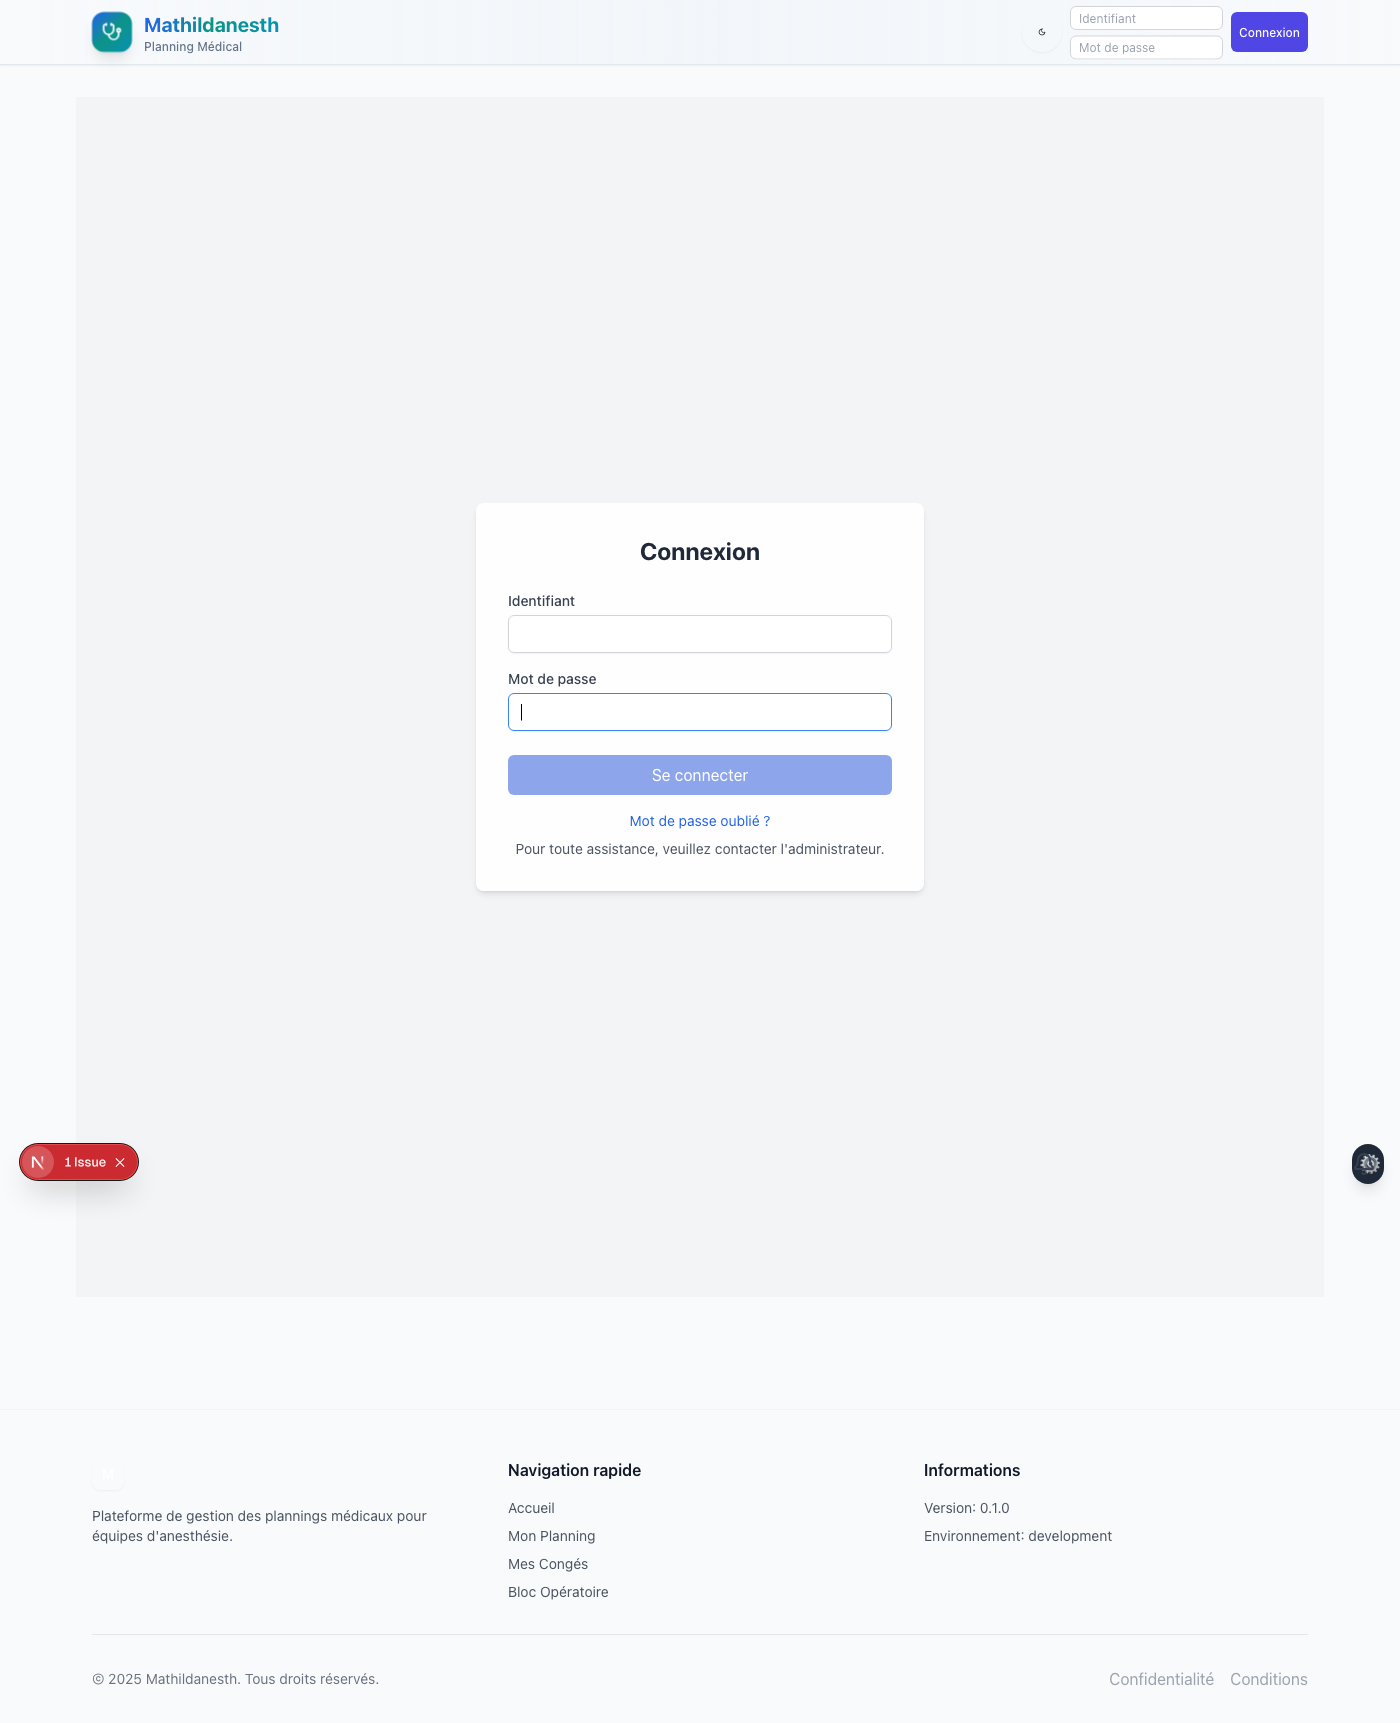 Mathildanesth
Planning Médical
Identifiant
Mot de passe
Connexion
Connexion
Identifiant
Mot de passe
Se connecter
Mot de passe oublié ?
Pour toute assistance, veuillez contacter l'administrateur.
N 1 Issue
M
Plateforme de gestion des plannings médicaux pour
équipes d'anesthésie.
Navigation rapide
Accueil
Mon Planning
Mes Congés
Bloc Opératoire
Informations
Version: 0.1.0
Environnement: development
© 2025 Mathildanesth. Tous droits réservés.
Confidentialité Conditions